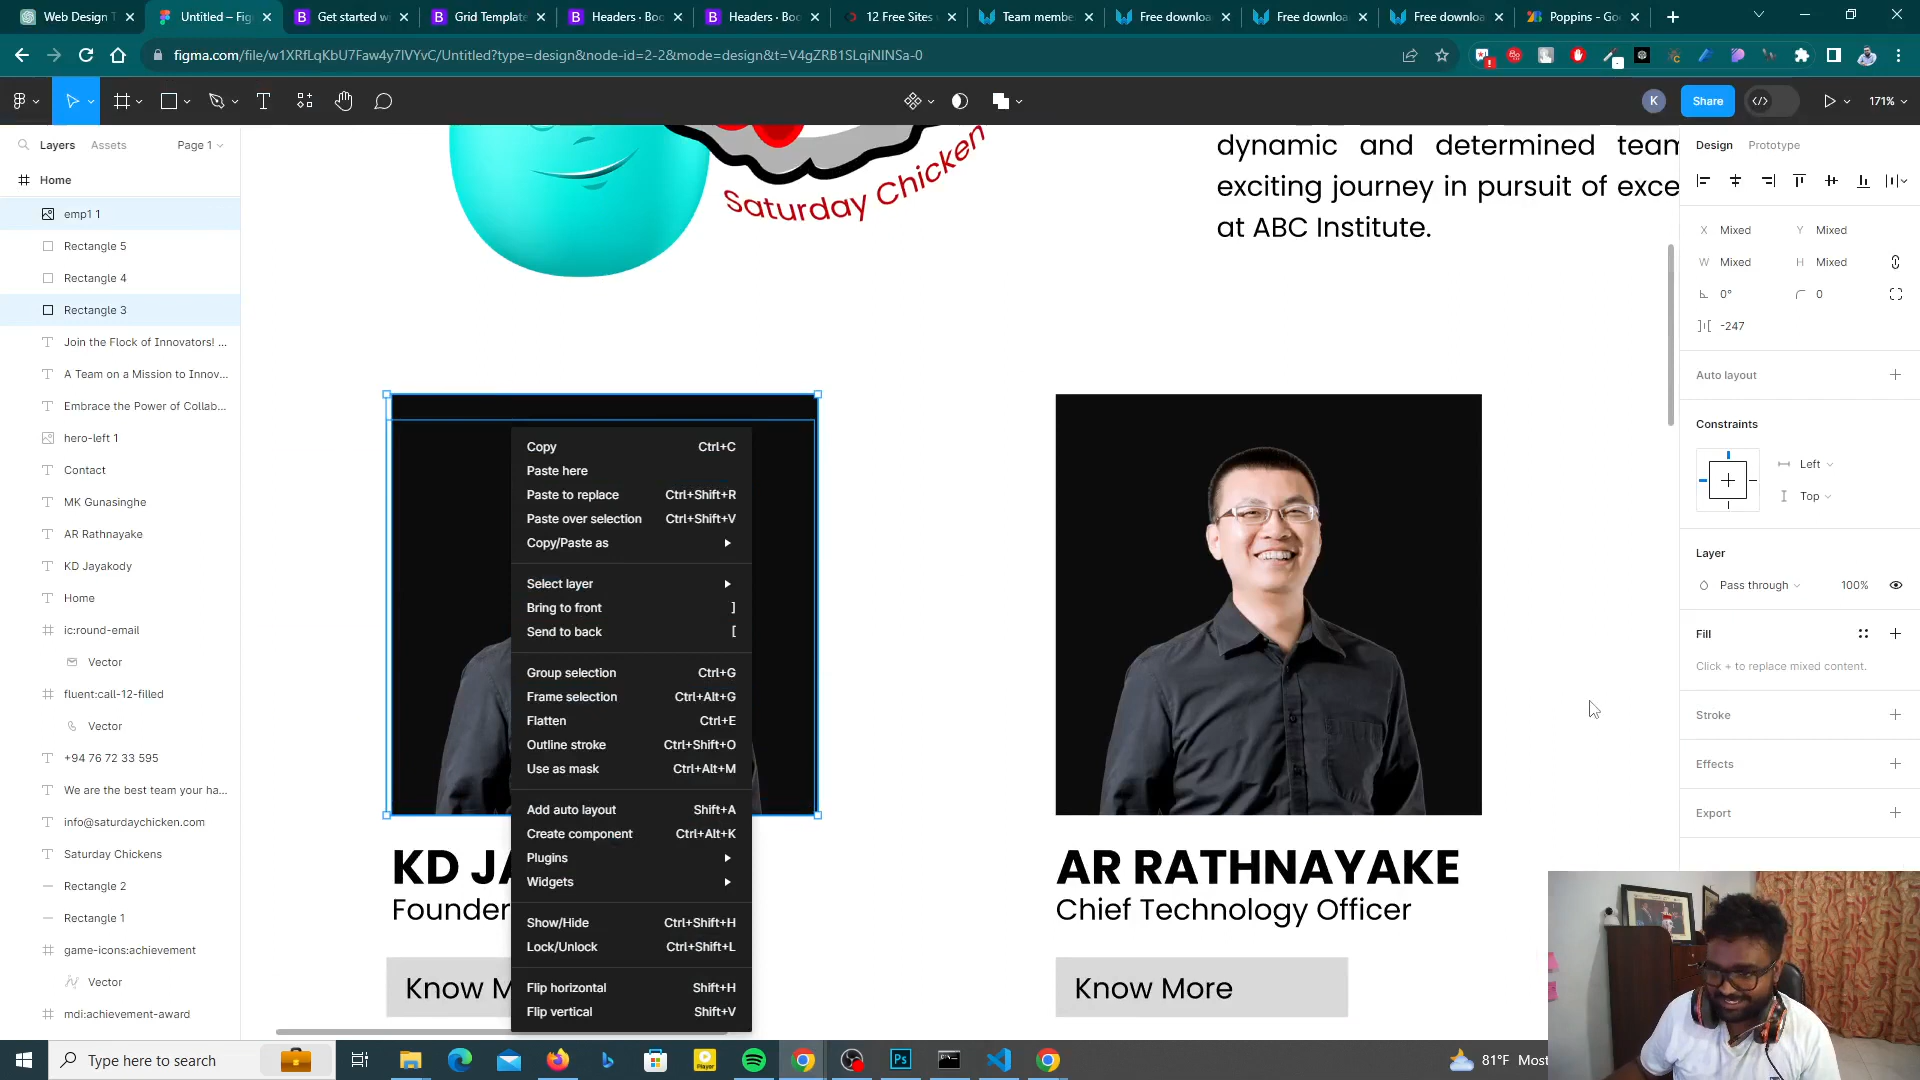 Web Design T
Untitled – Fig
Get started wi
Grid Template
Headers · Boo
Headers · Boo
12 Free Sites
Team membe
Free downloa
Free downloa
Free downloa
Poppins - Goo
figma.com/file/w1XRfLqKbU7Faw4y7lVYvC/Untitled?type=design&node-id=2-2&mode=design&t=V4gZRB1SLqiNINSa-0
K
Share
171%
Layers
Assets
Page 1
Home
emp1 1
Rectangle 5
Rectangle 4
Rectangle 3
Join the Flock of Innovators! ...
A Team on a Mission to Innov...
Embrace the Power of Collab...
hero-left 1
Contact
MK Gunasinghe
AR Rathnayake
KD Jayakody
Home
ic:round-email
Vector
fluent:call-12-filled
Vector
+94 76 72 33 595
We are the best team your ha...
info@saturdaychicken.com
Saturday Chickens
Rectangle 2
Rectangle 1
game-icons:achievement
Vector
mdi:achievement-award
Saturday Chicken
dynamic and determined team
exciting journey in pursuit of exce
at ABC Institute.
Copy Ctrl+C
Paste here
Paste to replace Ctrl+Shift+R
Paste over selection Ctrl+Shift+V
Copy/Paste as
Select layer
Bring to front ]
Send to back [
Group selection Ctrl+G
Frame selection Ctrl+Alt+G
Flatten Ctrl+E
Outline stroke Ctrl+Shift+O
Use as mask Ctrl+Alt+M
Add auto layout Shift+A
Create component Ctrl+Alt+K
Plugins
Widgets
Show/Hide Ctrl+Shift+H
Lock/Unlock Ctrl+Shift+L
Flip horizontal Shift+H
Flip vertical Shift+V
KD JA
Founder
Know M
AR RATHNAYAKE
Chief Technology Officer
Know More
Design
Prototype
X Mixed Y Mixed
W Mixed H Mixed
0° 0
-247
Auto layout
Constraints
Left
Top
Layer
Pass through 100%
Fill
Click + to replace mixed content.
Stroke
Effects
Export
Type here to search
Player
Ps
81°F Most